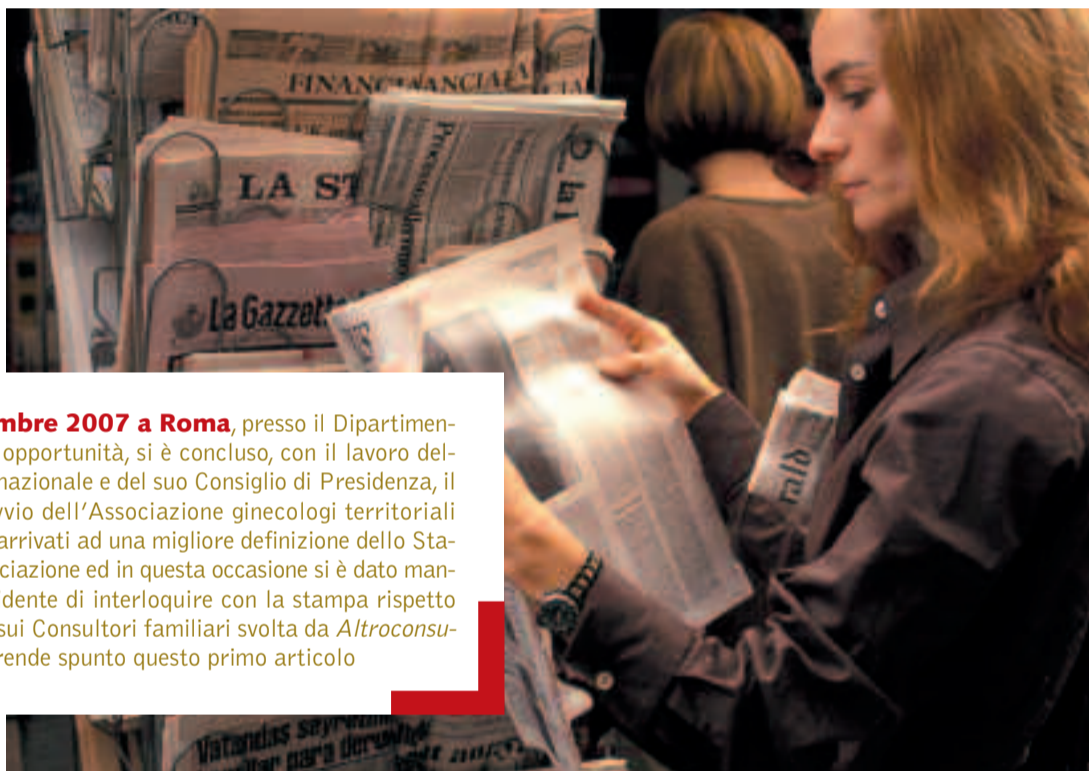 FINANCIAL
LA ST
La Gazzet
rald
mbre 2007 a Roma, presso il Dipartimen-
opportunità, si è concluso, con il lavoro del-
nazionale e del suo Consiglio di Presidenza, il
vvio dell'Associazione ginecologi territoriali
arrivati ad una migliore definizione dello Sta-
ciazione ed in questa occasione si è dato man-
idente di interloquire con la stampa rispetto
sui Consultori familiari svolta da Altroconsu-
rende spunto questo primo articolo
Vatandas